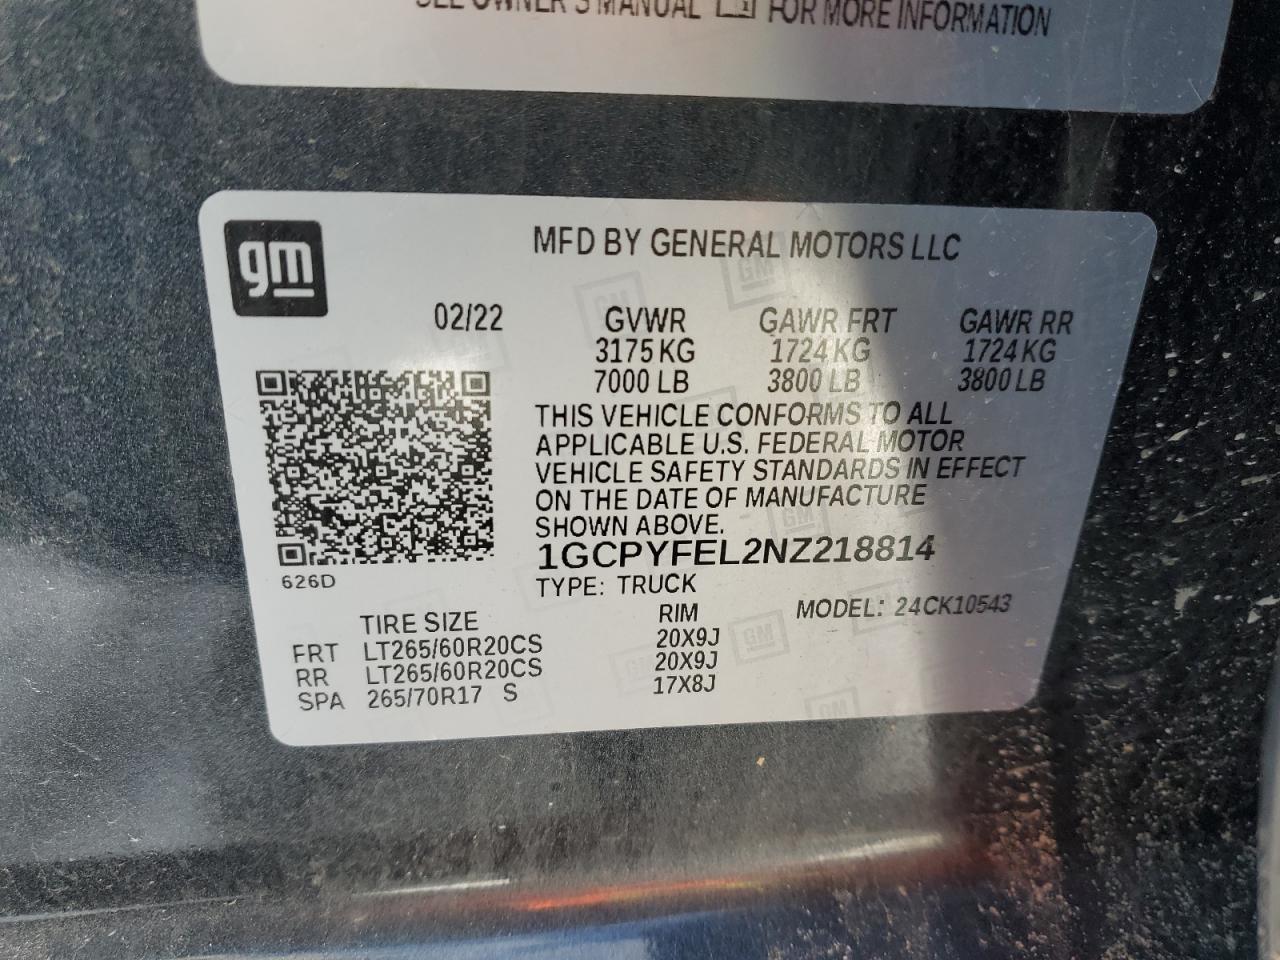 SEE OWNER'S MANUAL FOR MORE INFORMATION
gm
MFD BY GENERAL MOTORS LLC
02/22 GVWR GAWR FRT GAWR RR
3175 KG 1724 KG 1724 KG
7000 LB 3800 LB 3800 LB
THIS VEHICLE CONFORMS TO ALL
APPLICABLE U.S. FEDERAL MOTOR
VEHICLE SAFETY STANDARDS IN EFFECT
ON THE DATE OF MANUFACTURE
SHOWN ABOVE.
1GCPYFEL2NZ218814
626D
TYPE: TRUCK
TIRE SIZE RIM MODEL: 24CK10543
FRT LT265/60R20CS 20X9J
RR LT265/60R20CS 20X9J
SPA 265/70R17 S 17X8J